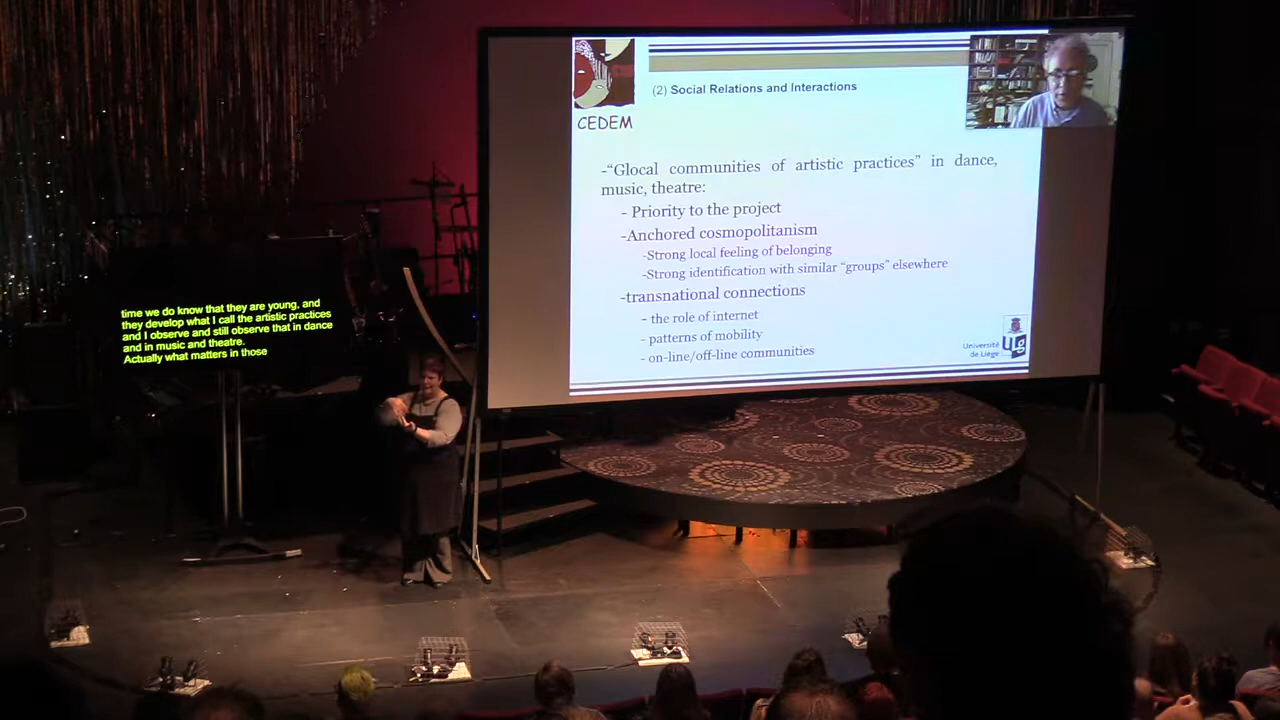 time we do know that they are young, and
they develop what I call the artistic practices
and I observe and still observe that in dance
and in music and theatre.
Actually what matters in those
CEDEM
(2) Social Relations and Interactions
-“Glocal communities of artistic practices” in dance,
music, theatre:
- Priority to the project
-Anchored cosmopolitanism
-Strong local feeling of belonging
-Strong identification with similar “groups” elsewhere
-transnational connections
- the role of internet
- patterns of mobility
- on-line/off-line communities
Université
de Liège